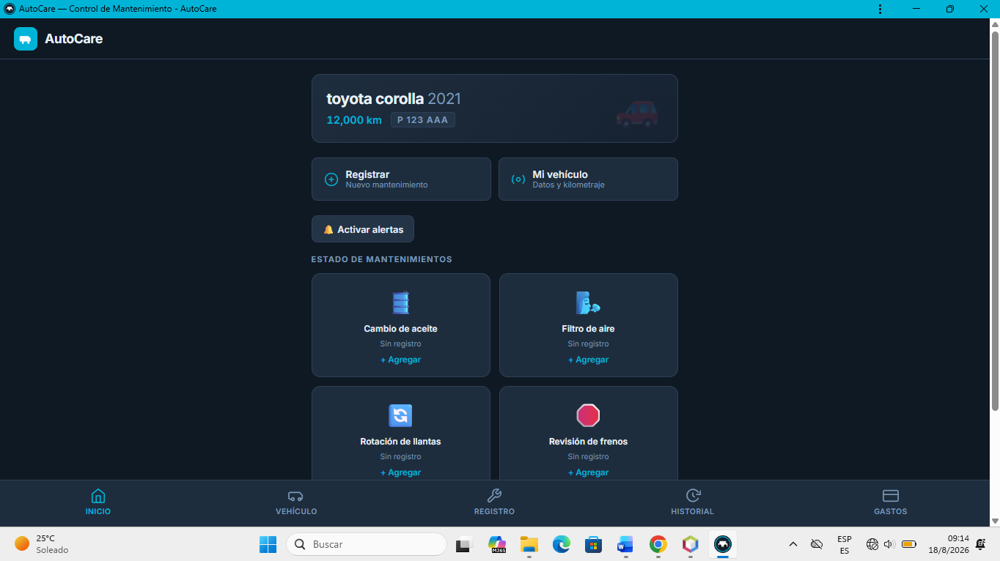 AutoCare — Control de Mantenimiento - AutoCare
AutoCare
toyota corolla 2021
12,000 km P 123 AAA
Registrar
Nuevo mantenimiento
Mi vehículo
Datos y kilometraje
Activar alertas
ESTADO DE MANTENIMIENTOS
Cambio de aceite
Sin registro
+ Agregar
Filtro de aire
Sin registro
+ Agregar
Rotación de llantas
Sin registro
+ Agregar
Revisión de frenos
Sin registro
+ Agregar
INICIO
VEHÍCULO
REGISTRO
HISTORIAL
GASTOS
25°C
Soleado
Buscar
M365
W
ESP
ES
09:14
18/8/2026